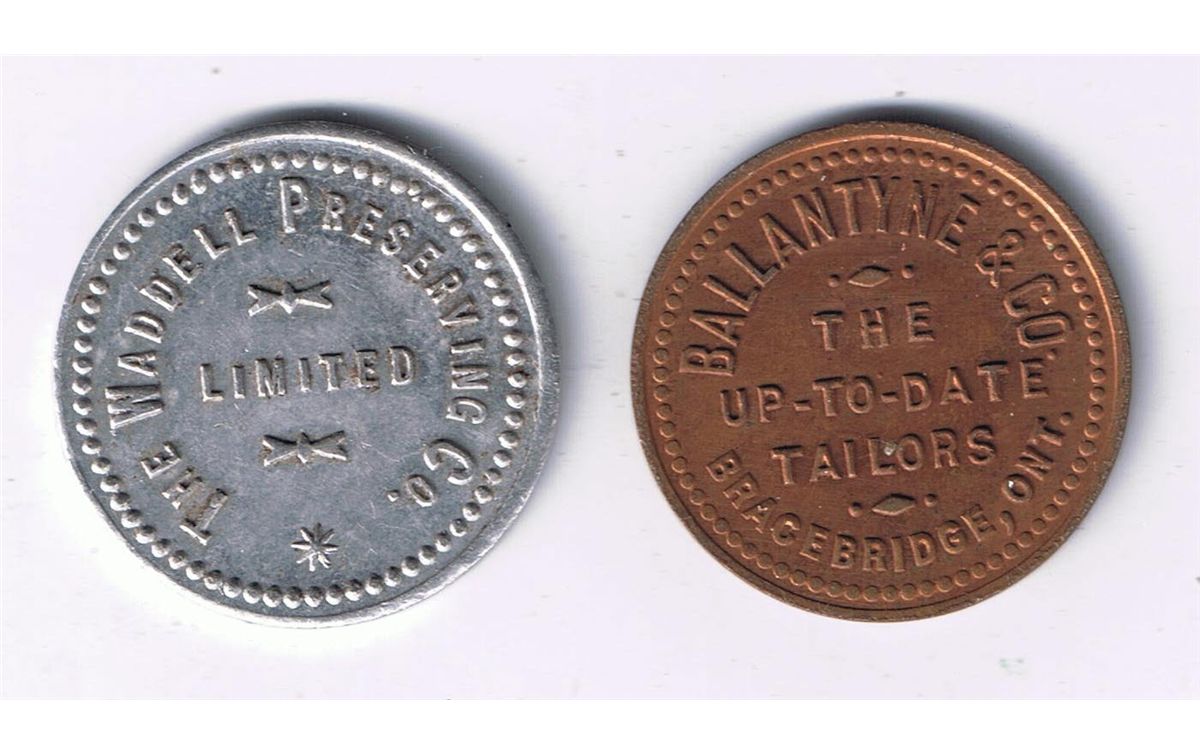 THE WADDELL PRESERVING CO.
LIMITED
BALLANTYNE & CO.
THE
UP-TO-DATE
TAILORS
BRACEBRIDGE, ONT.